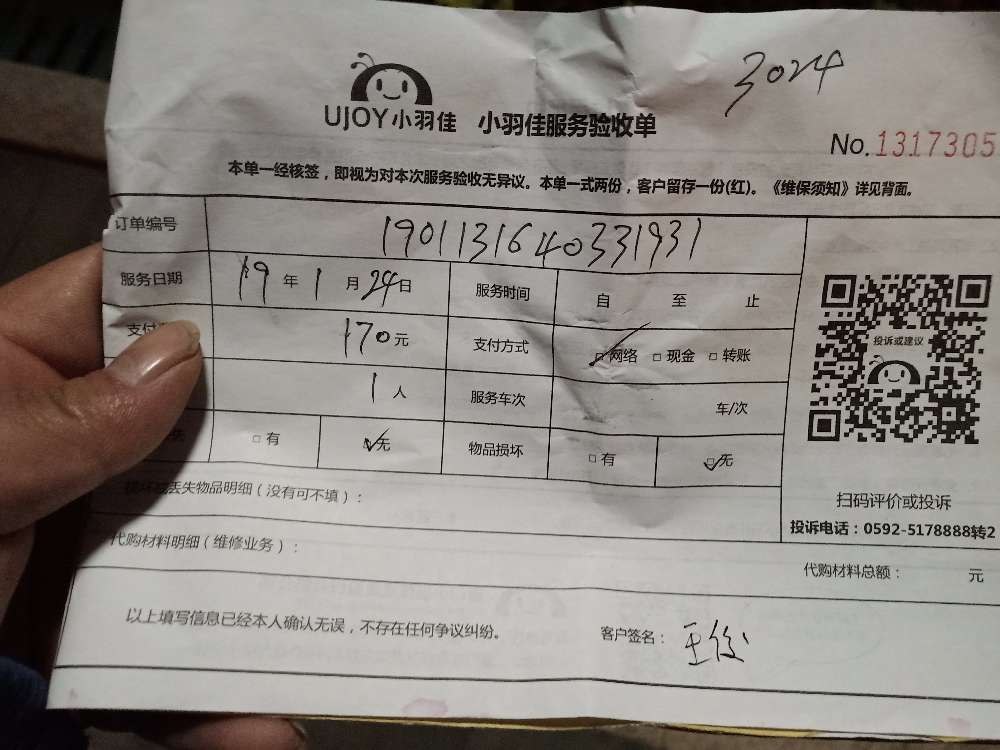 3024
UJOY小羽佳 小羽佳服务验收单
No.1317305
本单一经核签，即视为对本次服务验收无异议。本单一式两份，客户留存一份(红)。《维保须知》详见背面。
订单编号 1901131640331931
服务日期 19年1月24日 服务时间 自 至 止
支付 170元 支付方式 网络 现金 转账
1人 服务车次 车/次
有 无 物品损坏 有 无
投诉或建议
丢失物品明细（没有可不填）：
扫码评价或投诉
投诉电话：0592-5178888转2
代购材料明细（维修业务）：
代购材料总额： 元
以上填写信息已经本人确认无误，不存在任何争议纠纷。 客户签名：王